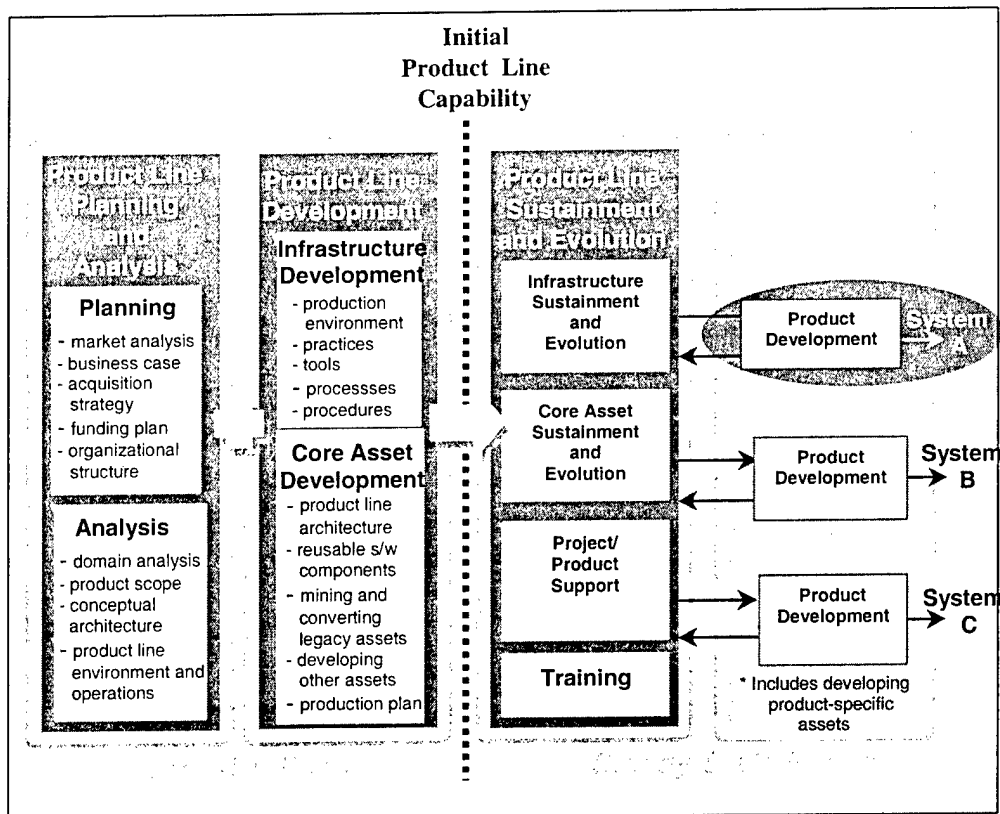 Initial
Product Line
Capability
Product Line
Planning
and
Analysis
Planning
- market analysis
- business case
- acquisition
strategy
- funding plan
- organizational
structure
Analysis
- domain analysis
- product scope
- conceptual
architecture
- product line
environment and
operations
Product Line
Development
Infrastructure
Development
- production
environment
- practices
- tools
- processses
- procedures
Core Asset
Development
- product line
architecture
- reusable s/w
components
- mining and
converting
legacy assets
- developing
other assets
- production plan
Product Line
Sustainment
and Evolution
Infrastructure
Sustainment
and
Evolution
Core Asset
Sustainment
and
Evolution
Project/
Product
Support
Training
Product
Development
System
A
Product
Development
System
B
Product
Development
System
C
* Includes developing
product-specific
assets